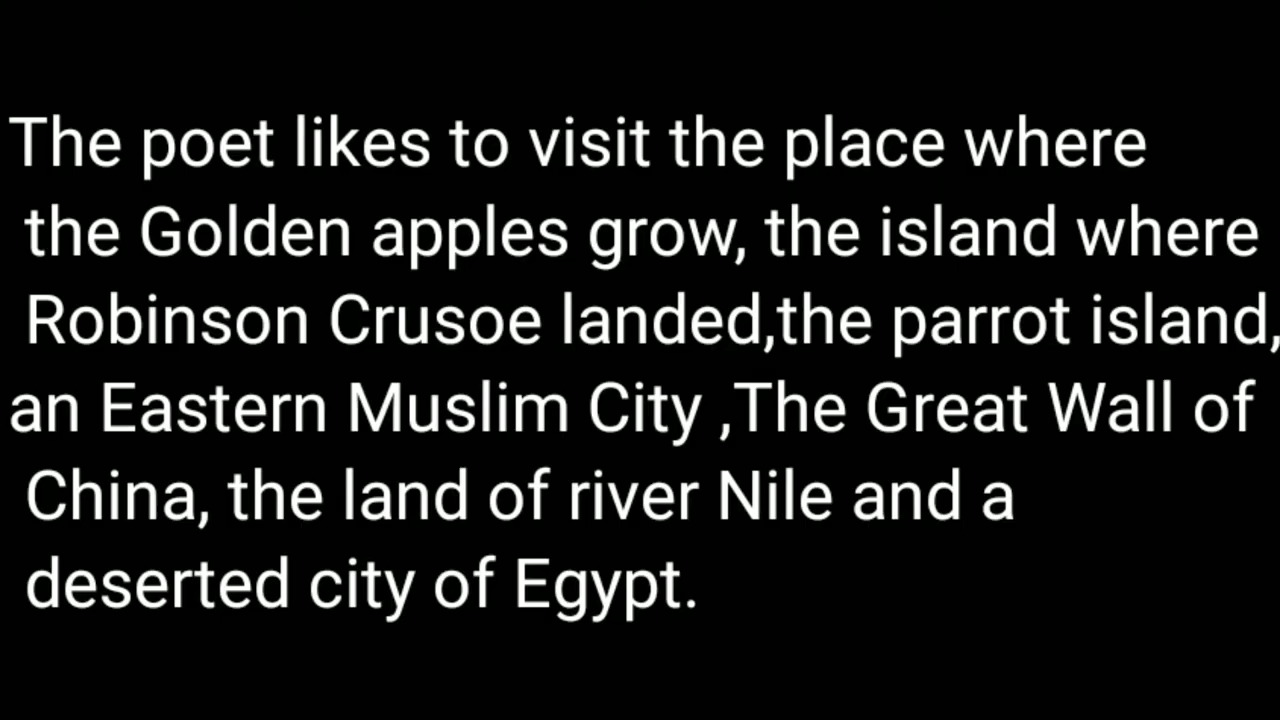 The poet likes to visit the place where
the Golden apples grow, the island where
Robinson Crusoe landed,the parrot island,
an Eastern Muslim City ,The Great Wall of
China, the land of river Nile and a
deserted city of Egypt.